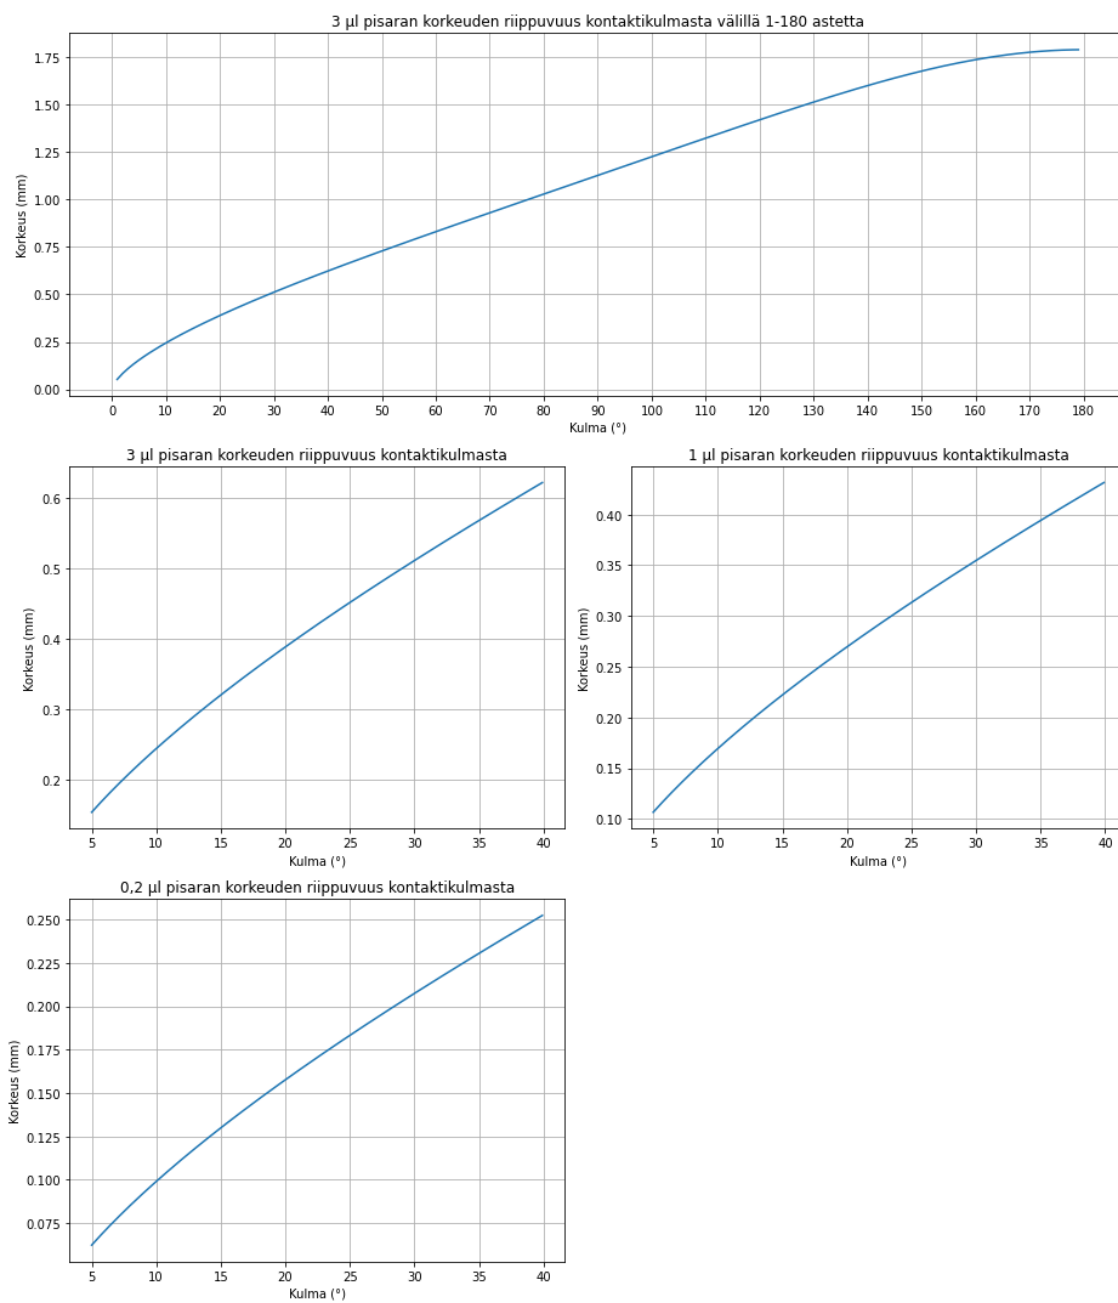 3 µl pisaran korkeuden riippuvuus kontaktikulmasta välillä 1-180 astetta
Korkeus (mm)
1.75
1.50
1.25
1.00
0.75
0.50
0.25
0.00
0 10 20 30 40 50 60 70 80 90 100 110 120 130 140 150 160 170 180
Kulma (°)
3 µl pisaran korkeuden riippuvuus kontaktikulmasta
Korkeus (mm)
0.6
0.5
0.4
0.3
0.2
5 10 15 20 25 30 35 40
Kulma (°)
1 µl pisaran korkeuden riippuvuus kontaktikulmasta
Korkeus (mm)
0.40
0.35
0.30
0.25
0.20
0.15
0.10
5 10 15 20 25 30 35 40
Kulma (°)
0,2 µl pisaran korkeuden riippuvuus kontaktikulmasta
Korkeus (mm)
0.250
0.225
0.200
0.175
0.150
0.125
0.100
0.075
5 10 15 20 25 30 35 40
Kulma (°)